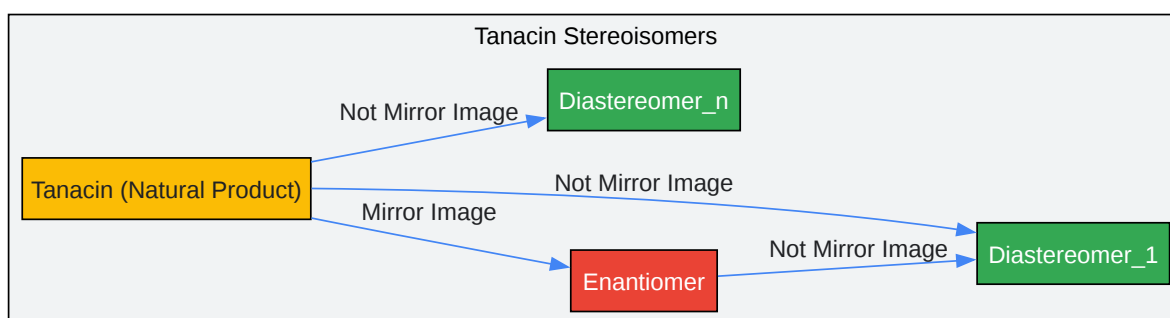 Tanacin Stereoisomers
Diastereomer_n
Not Mirror Image
Tanacin (Natural Product)
Not Mirror Image
Mirror Image
Not Mirror Image
Diastereomer_1
Enantiomer